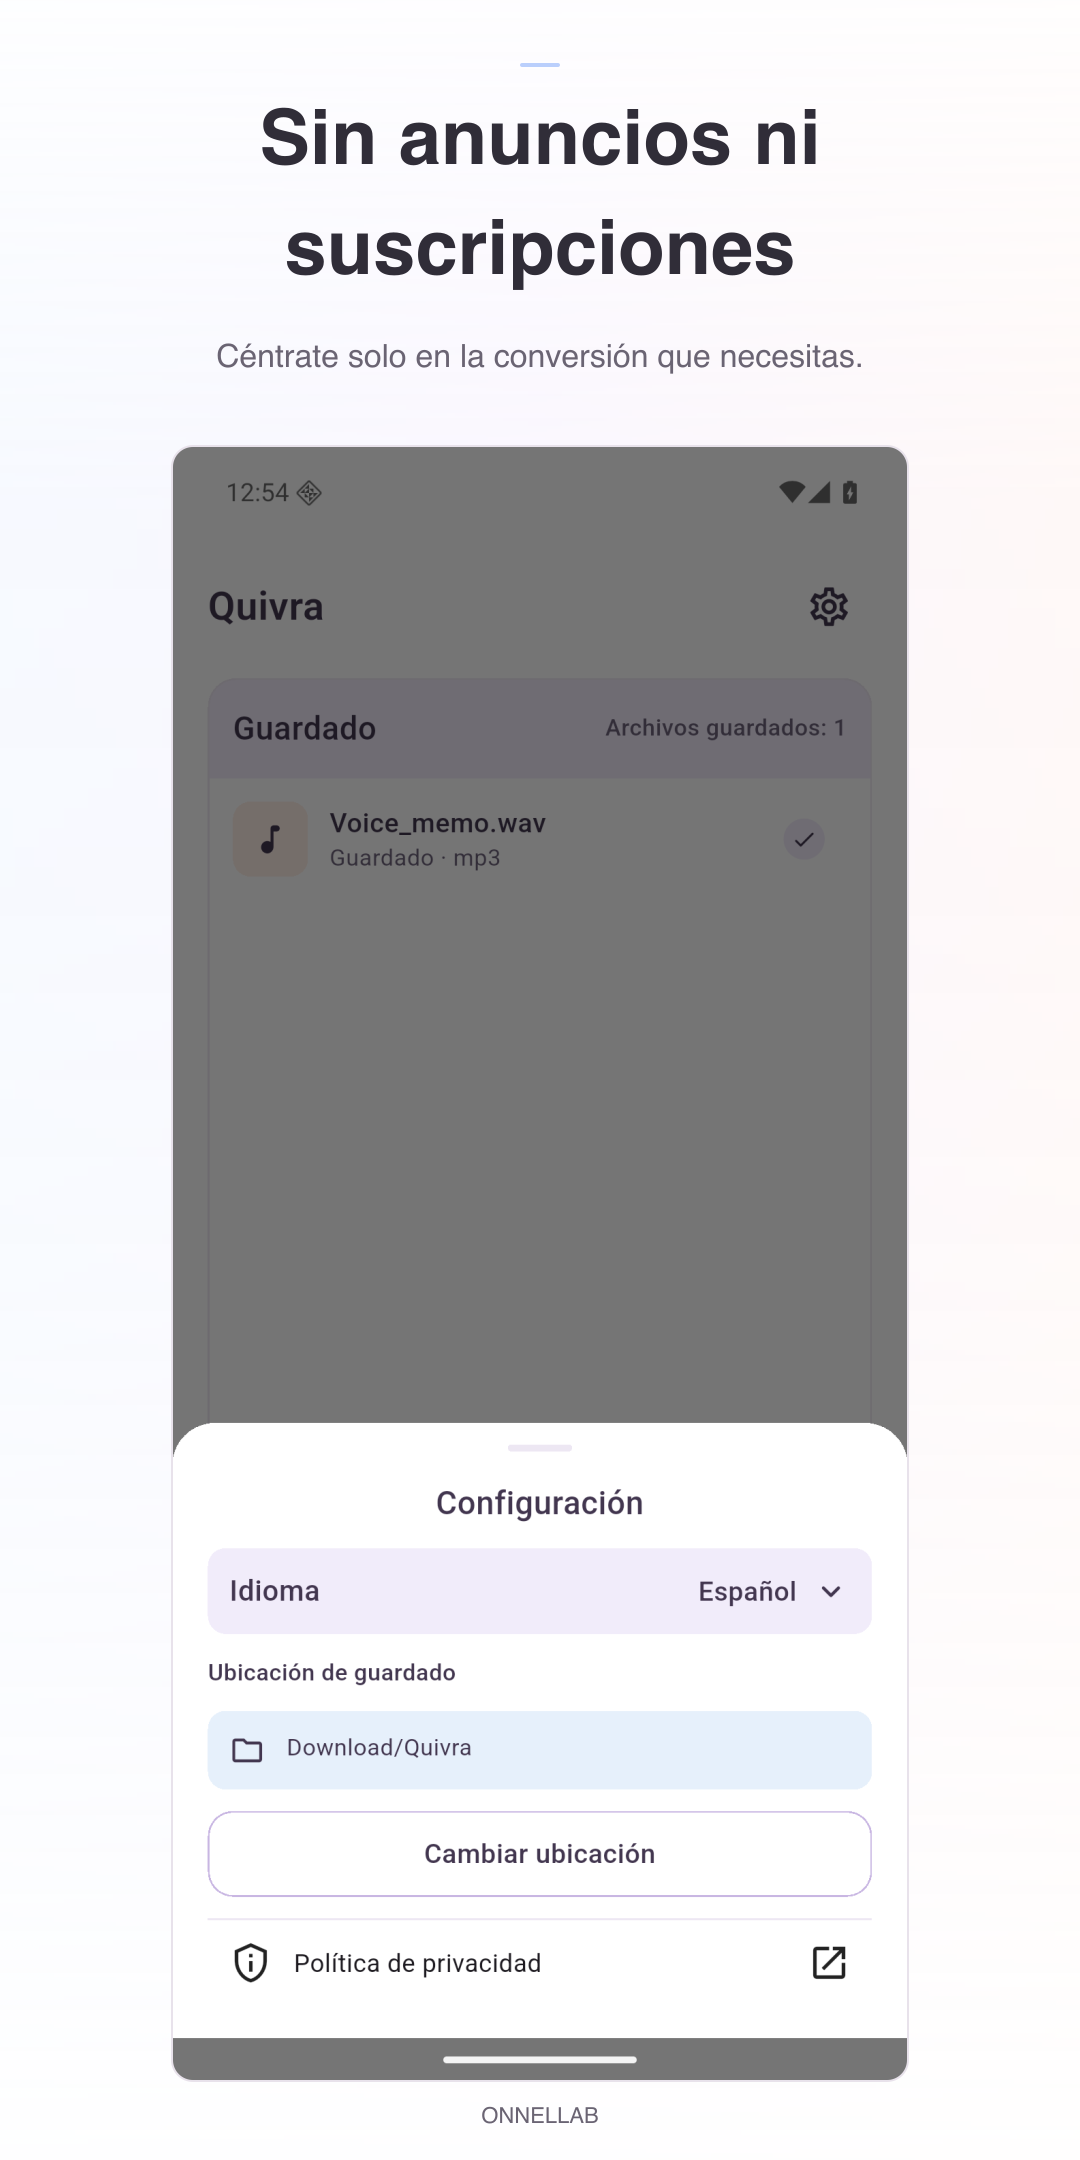 Sin anuncios ni
suscripciones
Céntrate solo en la conversión que necesitas.
12:54
Quivra
Guardado
Archivos guardados: 1
Voice_memo.wav
Guardado · mp3
Configuración
Idioma
Español
Ubicación de guardado
Download/Quivra
Cambiar ubicación
Política de privacidad
ONNELLAB